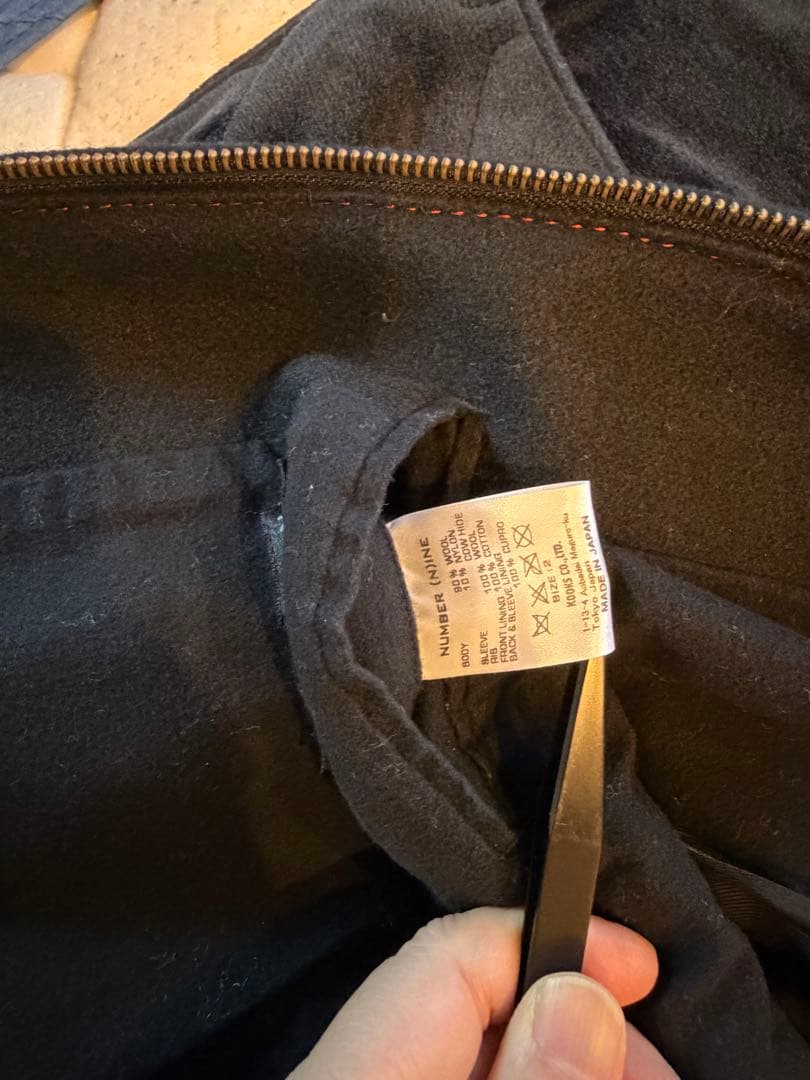 NUMBER (N)INE
BODY 90% WOOL
10% NYLON
SLEEVE COW HIDE
RIB 100% WOOL
FRONT LINING 100% COTTON
BACK & SLEEVE LINING 100% CUPRO
SIZE:2
KOOKS CO.,LTD.
1-13-4 Aobadai Meguro-ku
Tokyo Japan
MADE IN JAPAN